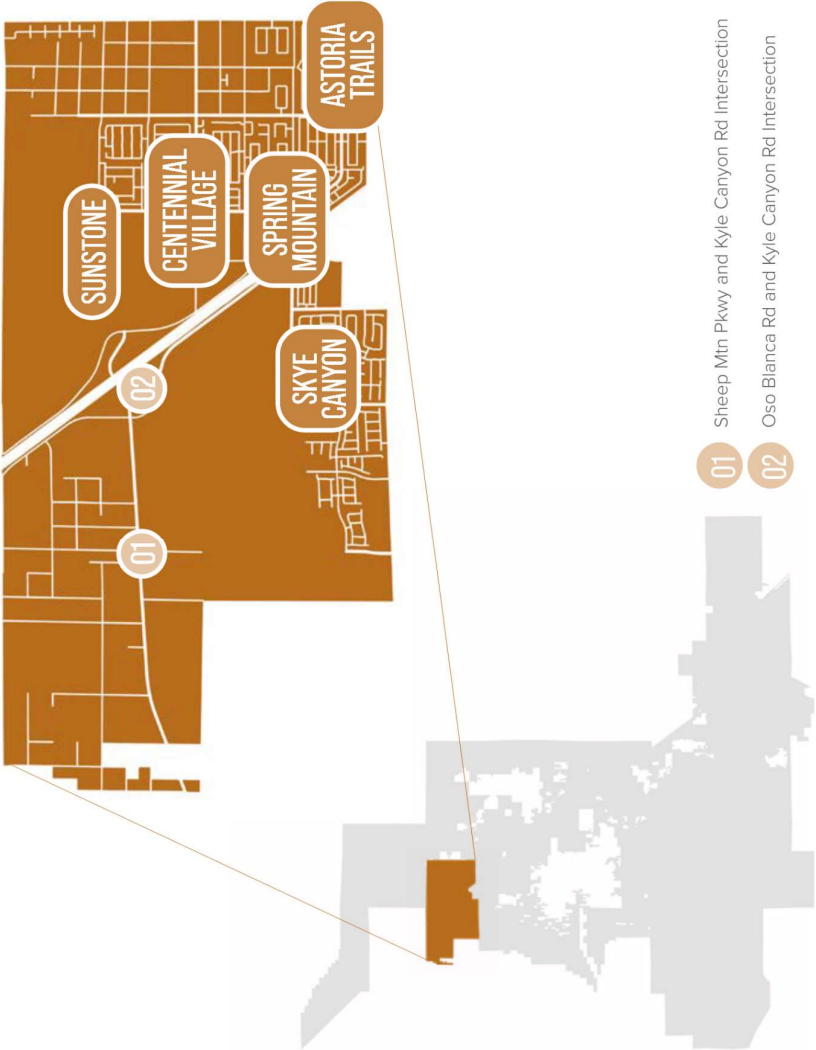 SUNSTONE
CENTENNIAL
VILLAGE
SPRING
MOUNTAIN
ASTORIA
TRAILS
SKYE
CANYON
02
01
01 Sheep Mtn Pkwy and Kyle Canyon Rd Intersection
02 Oso Blanca Rd and Kyle Canyon Rd Intersection